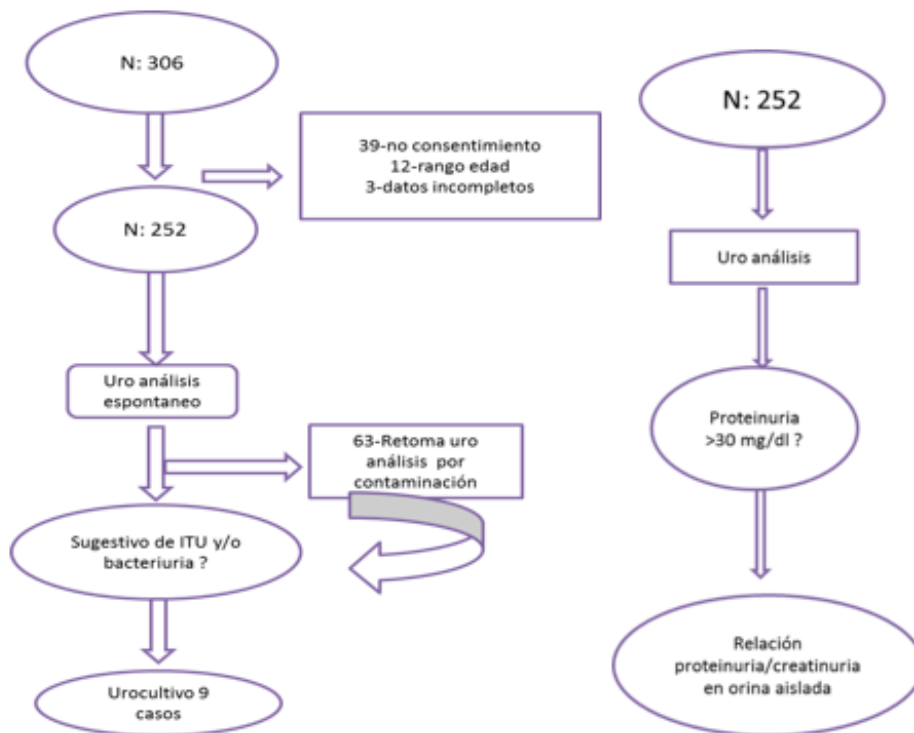 N: 306
39-no consentimiento
12-rango edad
3-datos incompletos
N: 252
Uro análisis
espontaneo
63-Retoma uro
análisis por
contaminación
Sugestivo de ITU y/o
bacteriuria ?
Urocultivo 9
casos
N: 252
Uro análisis
Proteinuria
>30 mg/dl ?
Relación
proteinuria/creatinuria
en orina aislada